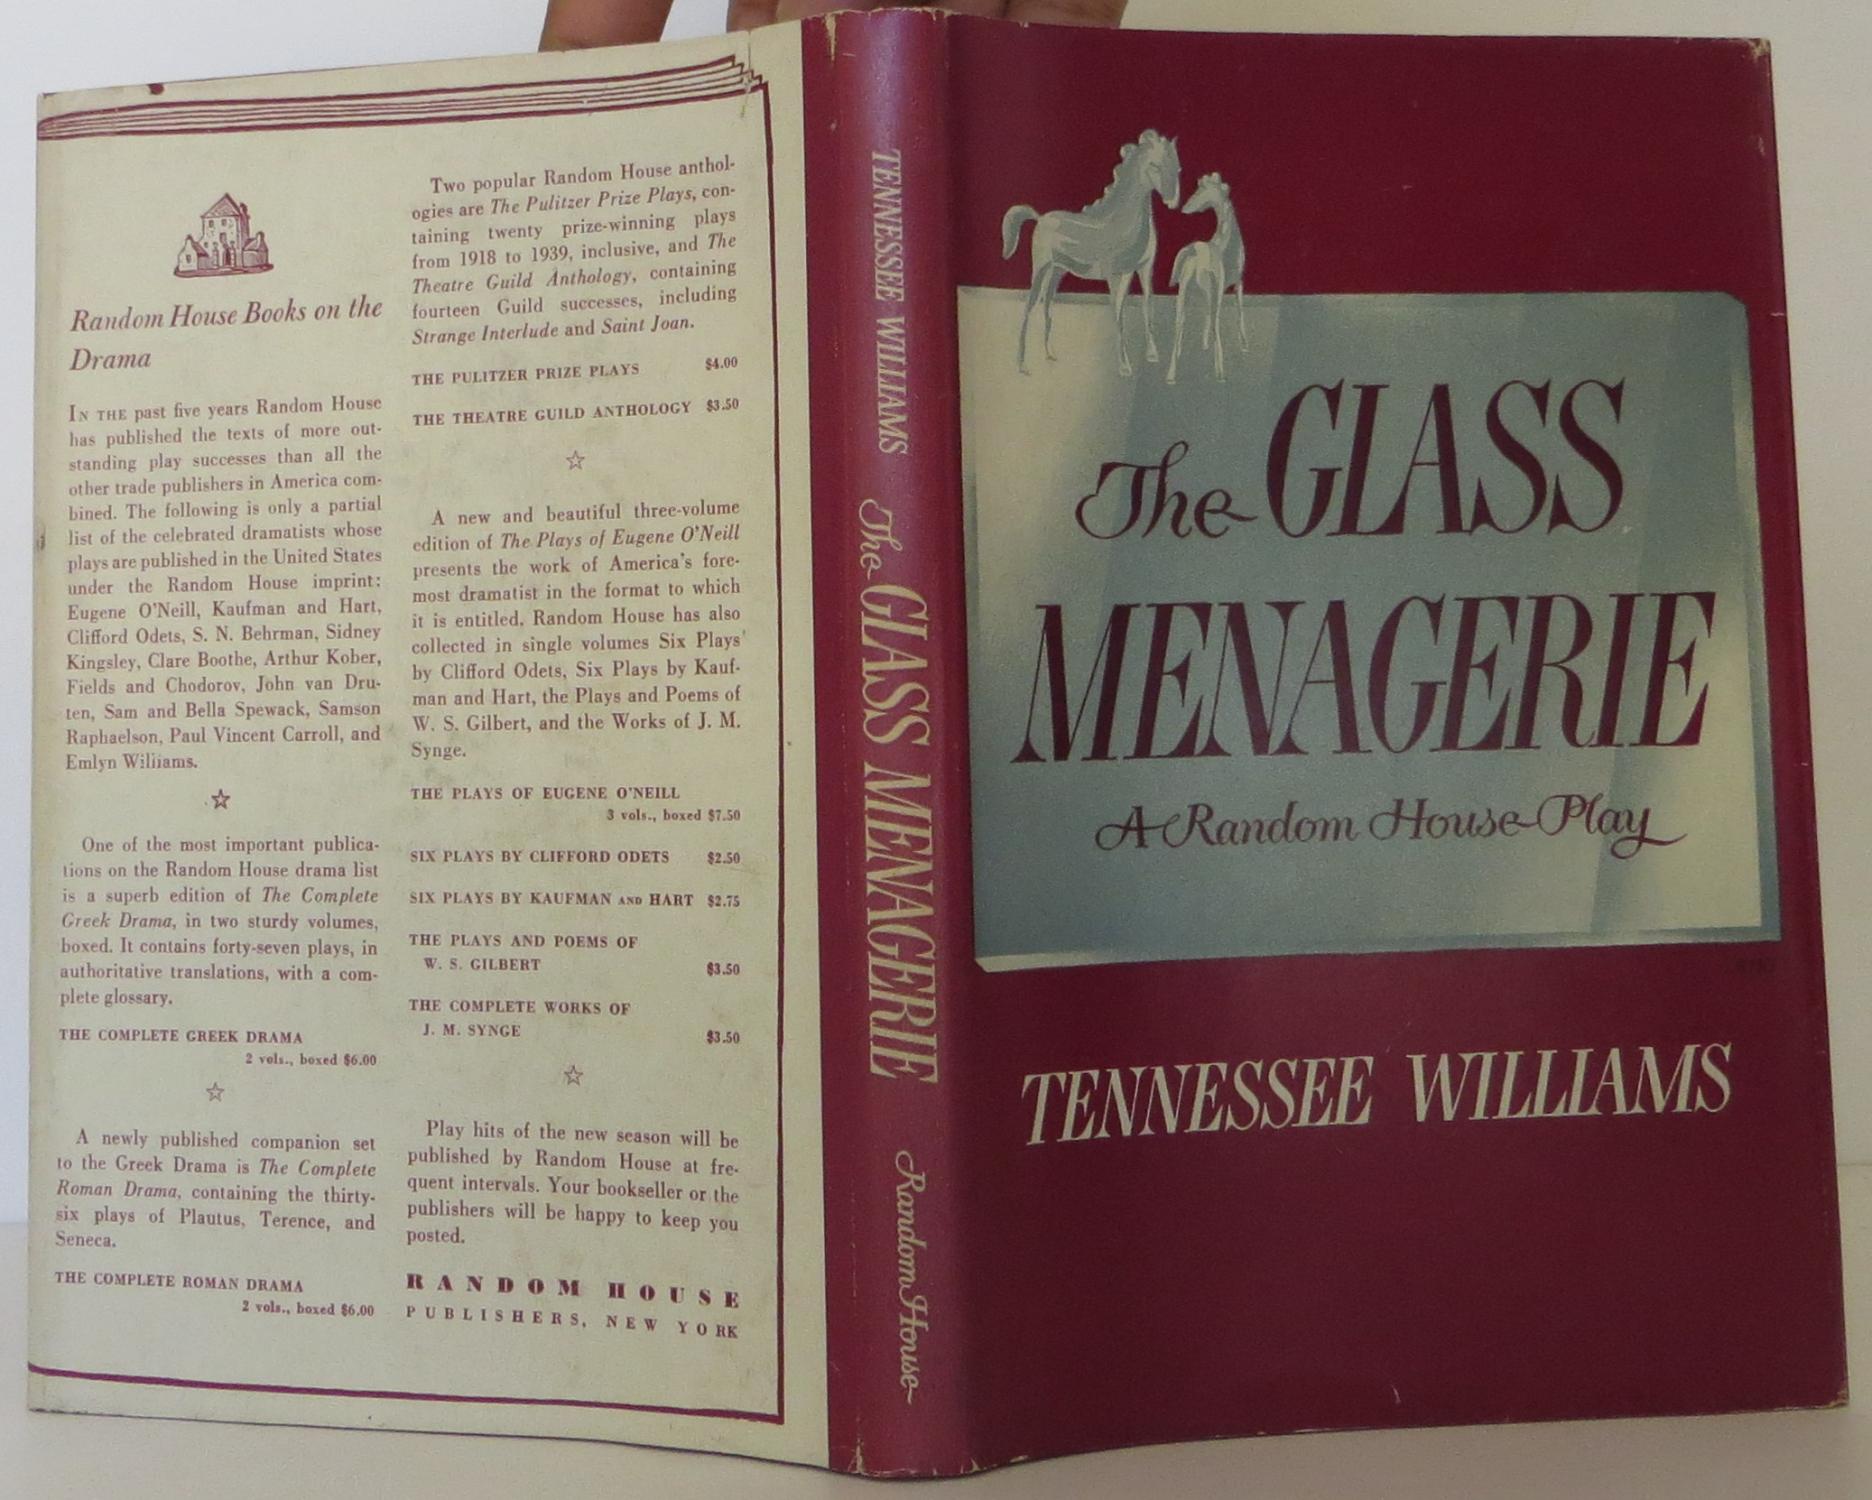 Random House Books on the
Drama
IN THE past five years Random House
has published the texts of more out-
standing play successes than all the
other trade publishers in America com-
bined. The following is only a partial
list of the celebrated dramatists whose
plays are published in the United States
under the Random House imprint:
Eugene O'Neill, Kaufman and Hart,
Clifford Odets, S. N. Behrman, Sidney
Kingsley, Clare Boothe, Arthur Kober,
Fields and Chodorov, John van Dru-
ten, Sam and Bella Spewack, Samson
Raphaelson, Paul Vincent Carroll, and
Emlyn Williams.
One of the most important publica-
tions on the Random House drama list
is a superb edition of The Complete
Greek Drama, in two sturdy volumes,
boxed. It contains forty-seven plays, in
authoritative translations, with a com-
plete glossary.
THE COMPLETE GREEK DRAMA
2 vols., boxed $6.00
A newly published companion set
to the Greek Drama is The Complete
Roman Drama, containing the thirty-
six plays of Plautus, Terence, and
Seneca.
THE COMPLETE ROMAN DRAMA
2 vols., boxed $6.00
Two popular Random House anthol-
ogies are The Pulitzer Prize Plays, con-
taining twenty prize-winning plays
from 1918 to 1939, inclusive, and The
Theatre Guild Anthology, containing
fourteen Guild successes, including
Strange Interlude and Saint Joan.
THE PULITZER PRIZE PLAYS $4.00
THE THEATRE GUILD ANTHOLOGY $3.50
A new and beautiful three-volume
edition of The Plays of Eugene O'Neill
presents the work of America's fore-
most dramatist in the format to which
it is entitled. Random House has also
collected in single volumes Six Plays
by Clifford Odets, Six Plays by Kauf-
man and Hart, the Plays and Poems of
W. S. Gilbert, and the Works of J. M.
Synge.
THE PLAYS OF EUGENE O'NEILL
3 vols., boxed $7.50
SIX PLAYS BY CLIFFORD ODETS $2.50
SIX PLAYS BY KAUFMAN AND HART $2.75
THE PLAYS AND POEMS OF
W. S. GILBERT $3.50
THE COMPLETE WORKS OF
J. M. SYNGE $3.50
Play hits of the new season will be
published by Random House at fre-
quent intervals. Your bookseller or the
publishers will be happy to keep you
posted.
RANDOM HOUSE
PUBLISHERS, NEW YORK
TENNESSEE WILLIAMS The GLASS MENAGERIE Random House
The GLASS
MENAGERIE
A Random House Play
TENNESSEE WILLIAMS